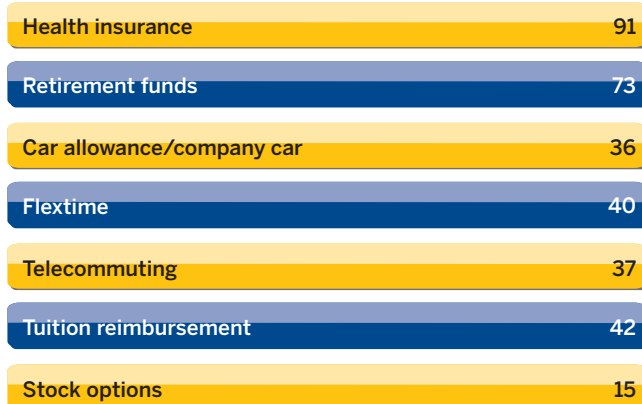 Health insurance 91
Retirement funds 73
Car allowance/company car 36
Flextime 40
Telecommuting 37
Tuition reimbursement 42
Stock options 15